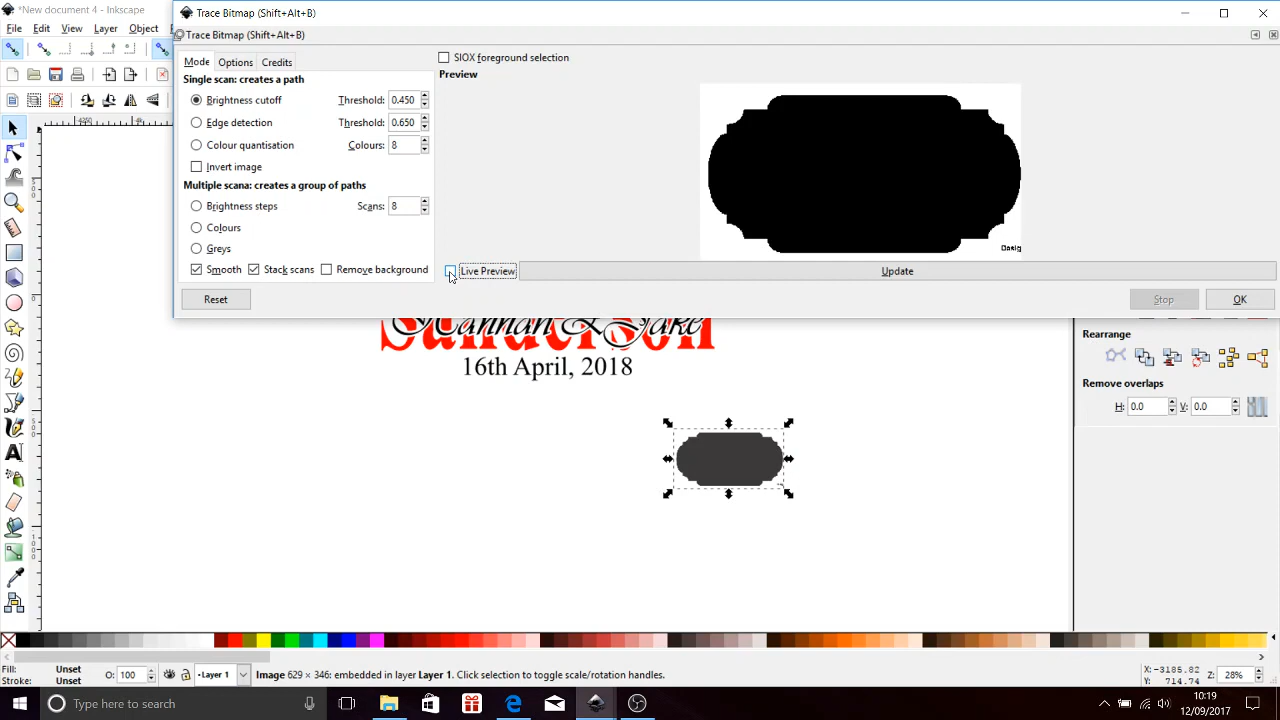 *New document 4 - Inkscape
Trace Bitmap (Shift+Alt+B)
File Edit View Layer Object
Trace Bitmap (Shift+Alt+B)
Mode Options Credits
SIOX foreground selection
Preview
Single scan: creates a path
Brightness cutoff Threshold: 0.450
Edge detection Threshold: 0.650
Colour quantisation Colours: 8
Invert image
Multiple scana: creates a group of paths
Brightness steps Scans: 8
Colours
Greys
Smooth Stack scans Remove background
Desig
Live Preview Update
Reset Stop OK
Sanderson
Hannah & Jake
16th April, 2018
Rearrange
Remove overlaps
H: 0.0 V: 0.0
Fill: Unset
Stroke: Unset
O: 100
Layer 1
Image 629 × 346: embedded in layer Layer 1. Click selection to toggle scale/rotation handles.
X: -3185.82
Y: 714.74
Z: 28%
Type here to search
10:19
12/09/2017